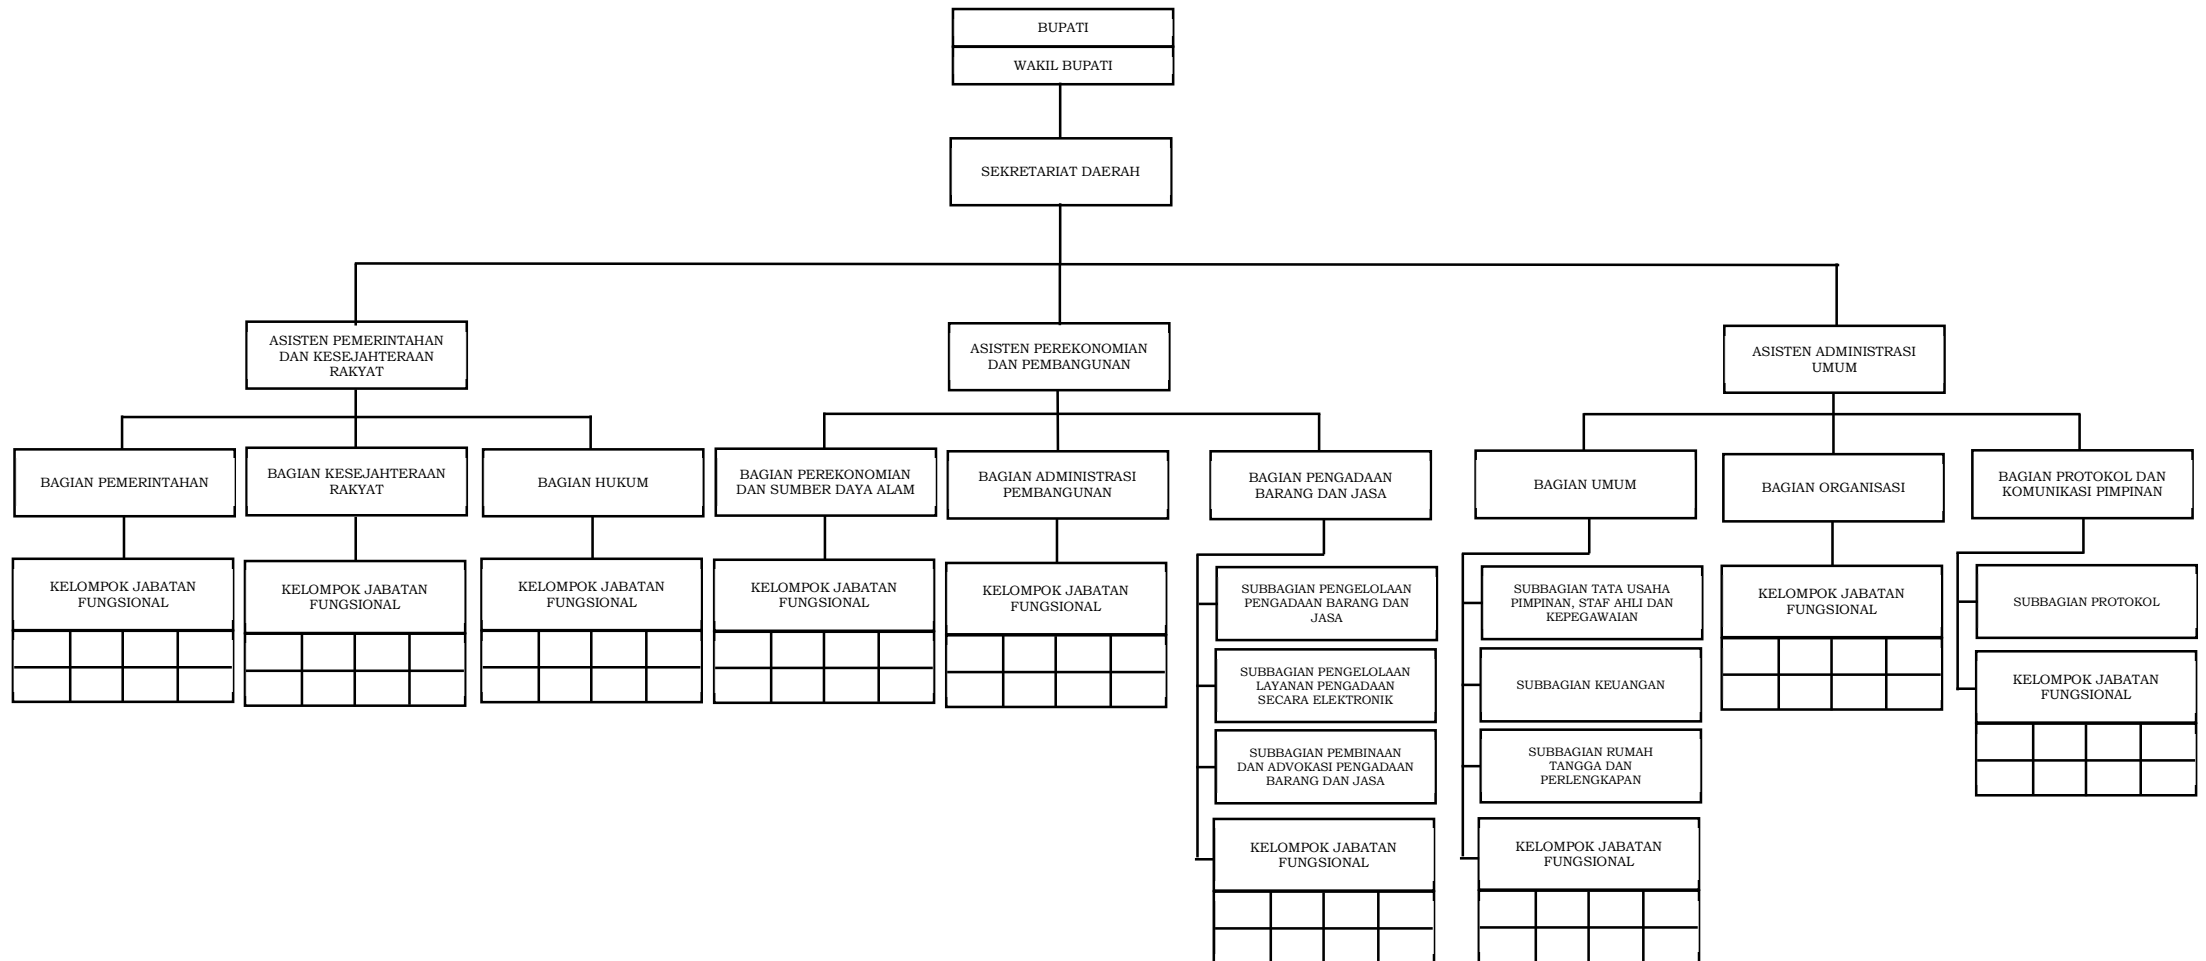 BUPATI
WAKIL BUPATI
SEKRETARIAT DAERAH
ASISTEN PEMERINTAHAN
DAN KESEJAHTERAAN
RAKYAT
ASISTEN PEREKONOMIAN
DAN PEMBANGUNAN
ASISTEN ADMINISTRASI
UMUM
BAGIAN PEMERINTAHAN
BAGIAN KESEJAHTERAAN
RAKYAT
BAGIAN HUKUM
BAGIAN PEREKONOMIAN
DAN SUMBER DAYA ALAM
BAGIAN ADMINISTRASI
PEMBANGUNAN
BAGIAN PENGADAAN
BARANG DAN JASA
BAGIAN UMUM
BAGIAN ORGANISASI
BAGIAN PROTOKOL DAN
KOMUNIKASI PIMPINAN
KELOMPOK JABATAN
FUNGSIONAL
KELOMPOK JABATAN
FUNGSIONAL
KELOMPOK JABATAN
FUNGSIONAL
KELOMPOK JABATAN
FUNGSIONAL
KELOMPOK JABATAN
FUNGSIONAL
SUBBAGIAN PENGELOLAAN
PENGADAAN BARANG DAN
JASA
SUBBAGIAN PENGELOLAAN
LAYANAN PENGADAAN
SECARA ELEKTRONIK
SUBBAGIAN PEMBINAAN
DAN ADVOKASI PENGADAAN
BARANG DAN JASA
KELOMPOK JABATAN
FUNGSIONAL
SUBBAGIAN TATA USAHA
PIMPINAN, STAF AHLI DAN
KEPEGAWAIAN
SUBBAGIAN KEUANGAN
SUBBAGIAN RUMAH
TANGGA DAN
PERLENGKAPAN
KELOMPOK JABATAN
FUNGSIONAL
KELOMPOK JABATAN
FUNGSIONAL
SUBBAGIAN PROTOKOL
KELOMPOK JABATAN
FUNGSIONAL